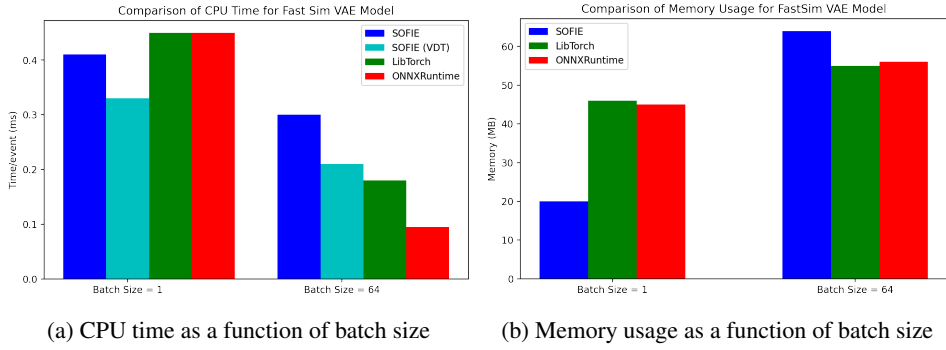 Comparison of CPU Time for Fast Sim VAE Model
SOFIE
SOFIE (VDT)
LibTorch
ONNXRuntime
Time/event (ms)
0.4
0.3
0.2
0.1
0.0
Batch Size = 1
Batch Size = 64
(a) CPU time as a function of batch size
Comparison of Memory Usage for FastSim VAE Model
SOFIE
LibTorch
ONNXRuntime
Memory (MB)
60
50
40
30
20
10
0
Batch Size = 1
Batch Size = 64
(b) Memory usage as a function of batch size